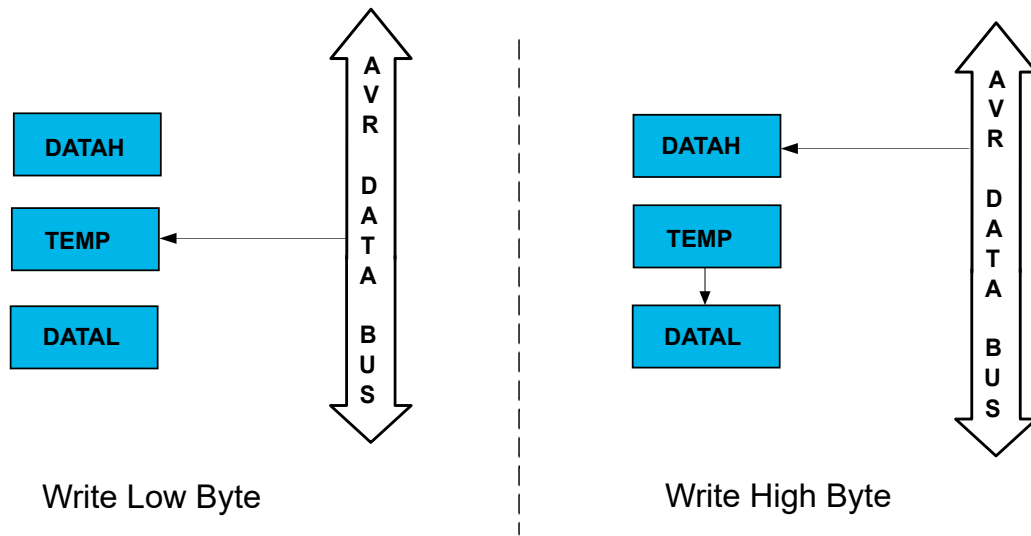 DATAH
TEMP
DATAL
AVR DATA BUS
Write Low Byte
DATAH
TEMP
DATAL
AVR DATA BUS
Write High Byte